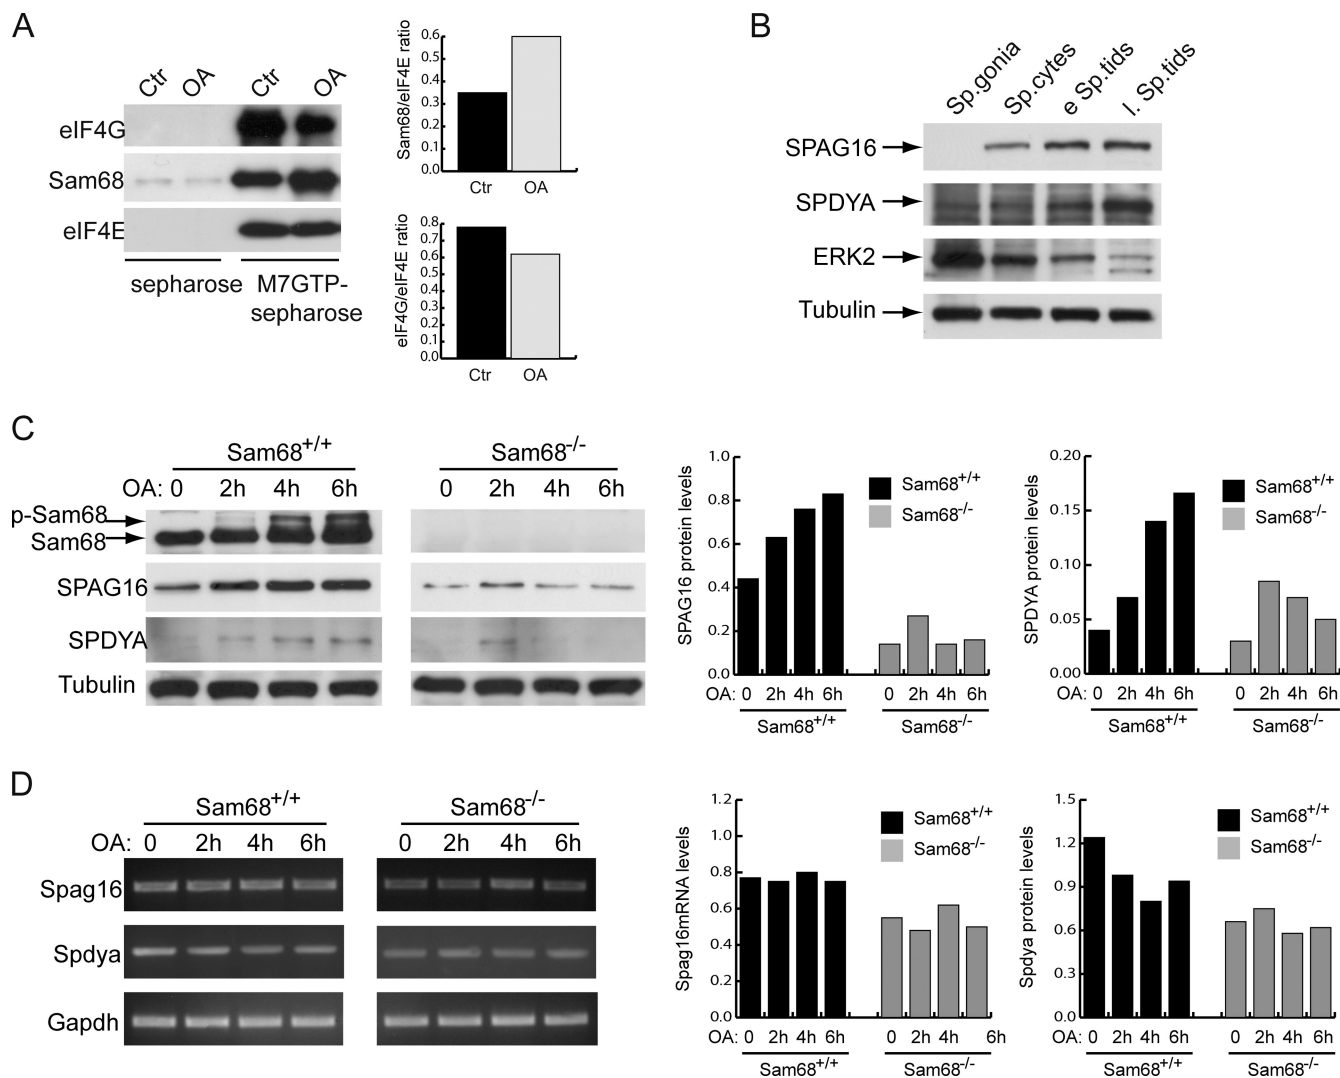 A
Ctr OA Ctr OA
eIF4G
Sam68
eIF4E
sepharose M7GTP-
sepharose
Sam68/eIF4E ratio
0.6
0.5
0.4
0.3
0.2
0.1
0.0
Ctr OA
eIF4G/eIF4E ratio
0.8
0.7
0.6
0.5
0.4
0.3
0.2
0.1
0.0
Ctr OA
B
Sp.gonia Sp.cytes e Sp.tids l. Sp.tids
SPAG16
SPDYA
ERK2
Tubulin
C
Sam68+/+ Sam68-/-
OA: 0 2h 4h 6h 0 2h 4h 6h
p-Sam68
Sam68
SPAG16
SPDYA
Tubulin
SPAG16 protein levels
1.0
0.8
0.6
0.4
0.2
0.0
Sam68+/+
Sam68-/-
OA: 0 2h 4h 6h 0 2h 4h 6h
Sam68+/+ Sam68-/-
SPDYA protein levels
0.20
0.15
0.10
0.05
0.00
Sam68+/+
Sam68-/-
OA: 0 2h 4h 6h 0 2h 4h 6h
Sam68+/+ Sam68-/-
D
Sam68+/+ Sam68-/-
OA: 0 2h 4h 6h 0 2h 4h 6h
Spag16
Spdya
Gapdh
Spag16mRNA levels
1.2
1.0
0.8
0.6
0.4
0.2
0.0
Sam68+/+
Sam68-/-
OA: 0 2h 4h 6h 0 2h 4h 6h
Sam68+/+ Sam68-/-
Spdya protein levels
1.5
1.2
0.9
0.6
0.3
0.0
Sam68+/+
Sam68-/-
OA: 0 2h 4h 6h 0 2h 4h 6h
Sam68+/+ Sam68-/-